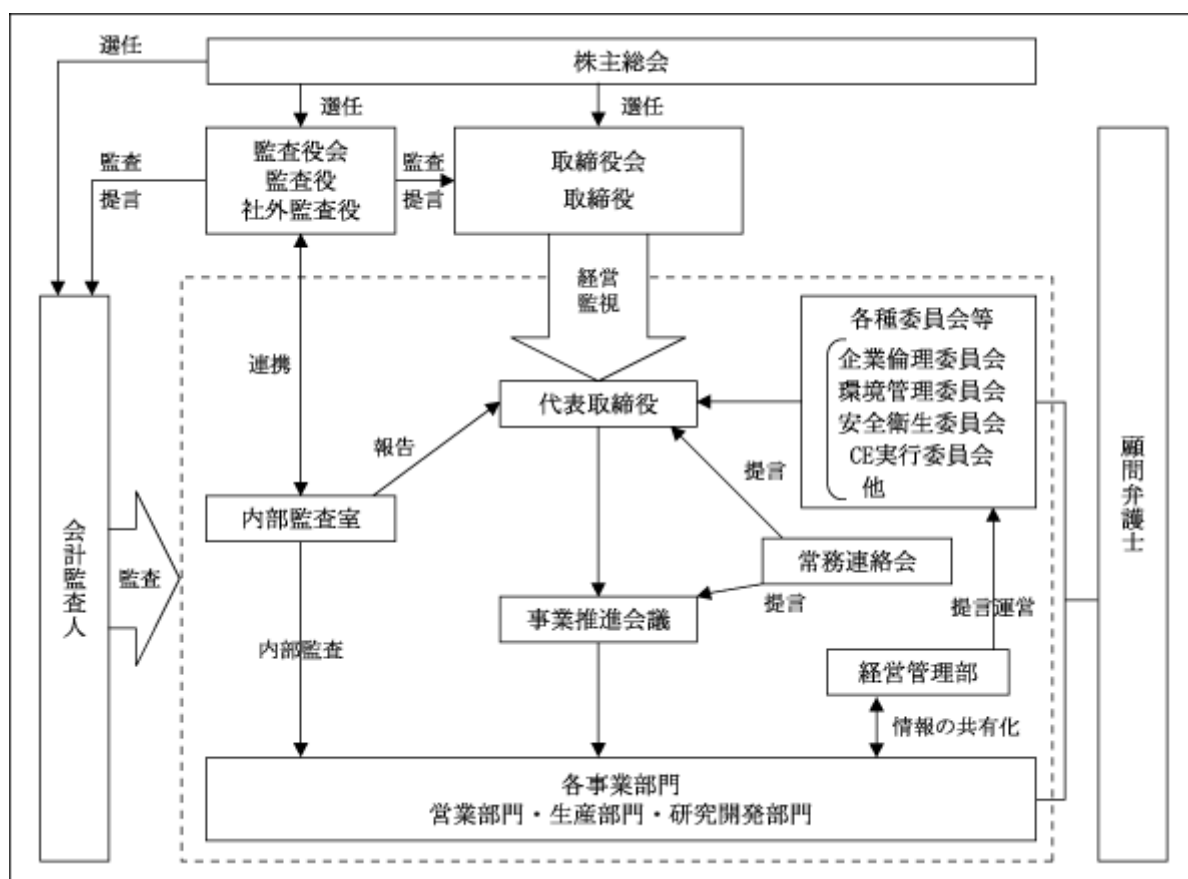 選任
株主総会
選任
選任
監査
提言
監査役会
監査役
社外監査役
監査
提言
取締役会
取締役
経営
監視
各種委員会等
企業倫理委員会
環境管理委員会
安全衛生委員会
CE実行委員会
他
連携
代表取締役
報告
提言
顧問弁護士
内部監査室
会計監査人
監査
常務連絡会
提言
提言運営
事業推進会議
内部監査
経営管理部
情報の共有化
各事業部門
営業部門・生産部門・研究開発部門